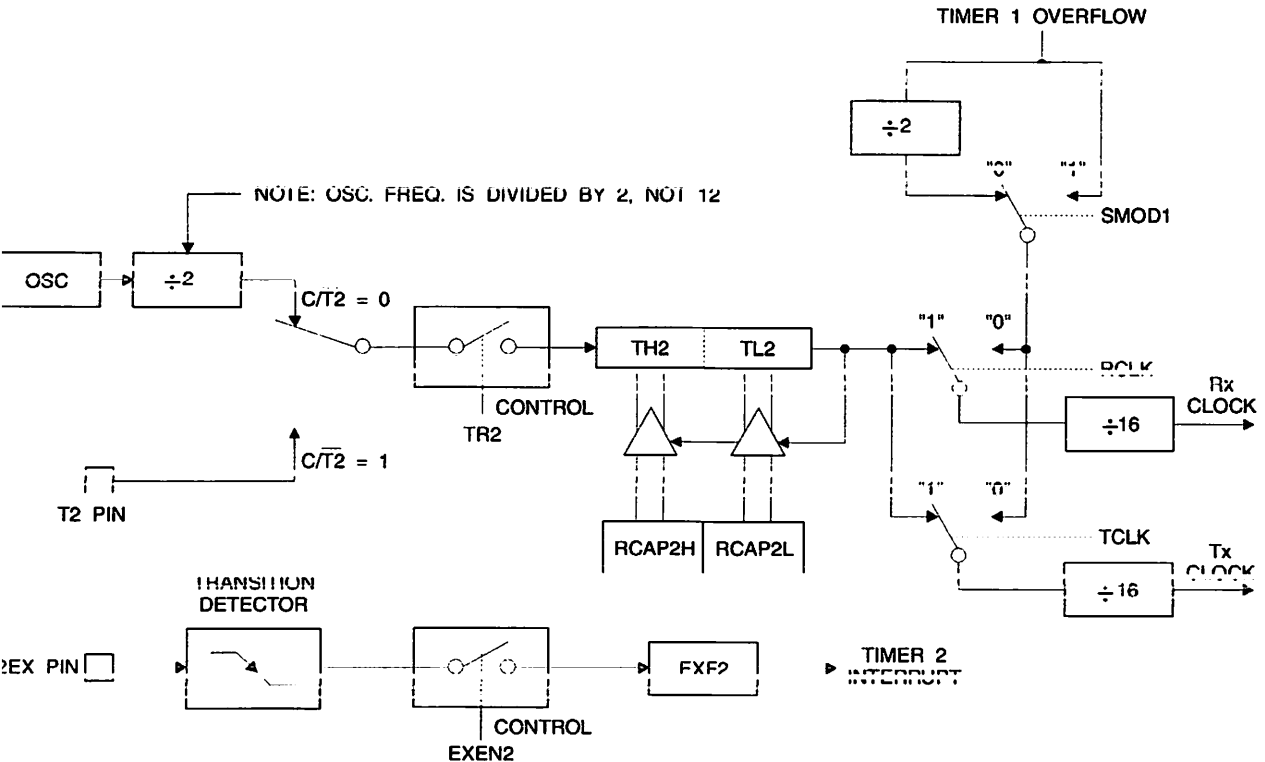 TIMER 1 OVERFLOW
÷2
"0" "1"
NOTE: OSC. FREQ. IS DIVIDED BY 2, NOT 12
SMOD1
OSC
÷2
C/T2 = 0
"1" "0"
TH2 TL2
RCLK
Rx
CLOCK
CONTROL
TR2
÷16
C/T2 = 1
"1" "0"
T2 PIN
RCAP2H RCAP2L
TCLK
Tx
CLOCK
TRANSITION
DETECTOR
÷16
2EX PIN
EXF2
TIMER 2
INTERRUPT
CONTROL
EXEN2